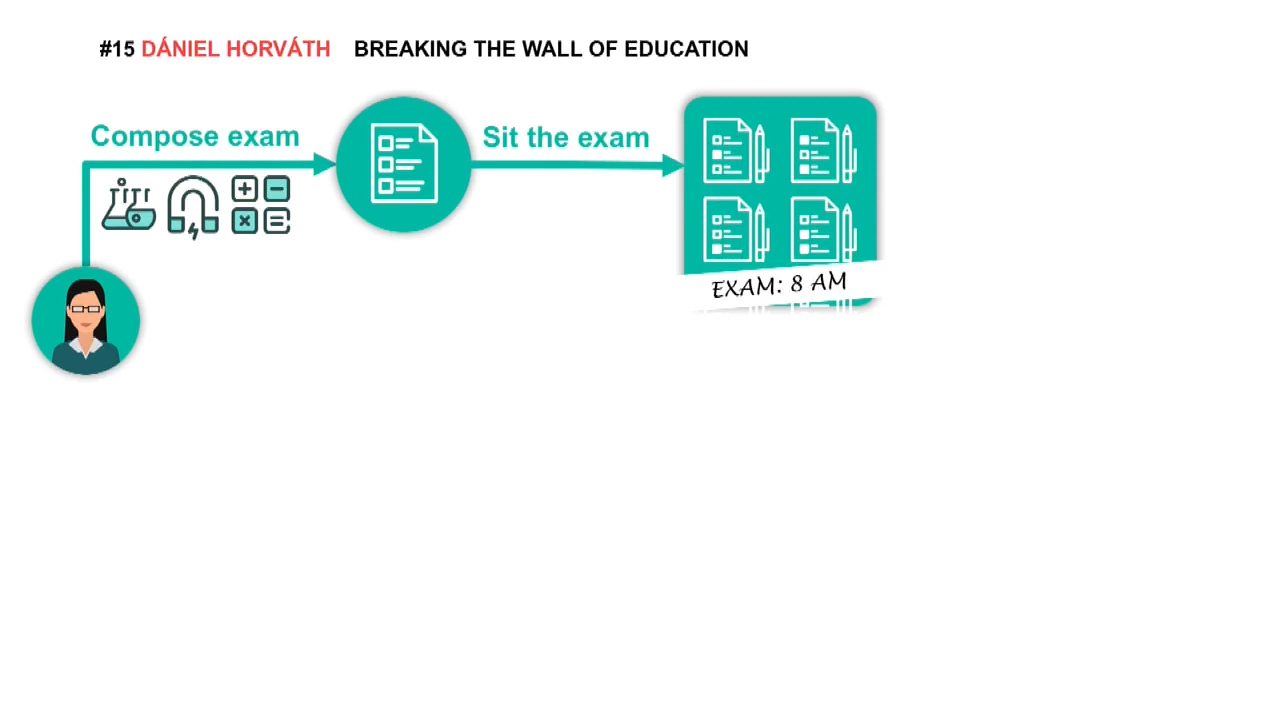 #15 DÁNIEL HORVÁTH BREAKING THE WALL OF EDUCATION
Compose exam
Sit the exam
EXAM: 8 AM